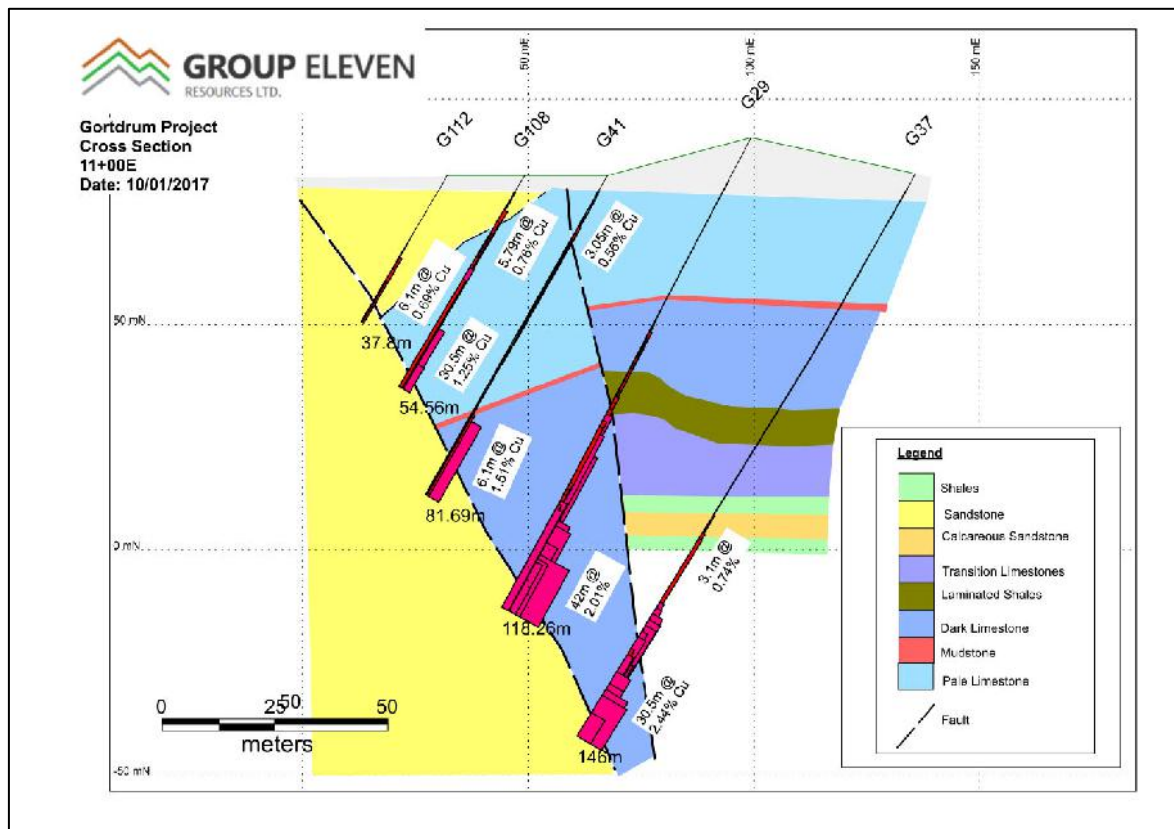 GROUP ELEVEN
RESOURCES LTD.
Gortdrum Project
Cross Section
11+00E
Date: 10/01/2017
50 mE
100 mE
150 mE
G112
G108
G41
G29
G37
6.1m @
0.69% Cu
5.79m @
0.76% Cu
3.05m @
0.56% Cu
50 mN
37.8m
30.5m @
1.25% Cu
54.56m
6.1m @
1.51% Cu
81.69m
0 mN
3.1m @
0.74%
42m @
2.01%
118.26m
30.5m @
2.44% Cu
146m
-50 mN
0 25 50 50
meters
Legend
Shales
Sandstone
Calcareous Sandstone
Transition Limestones
Laminated Shales
Dark Limestone
Mudstone
Pale Limestone
Fault